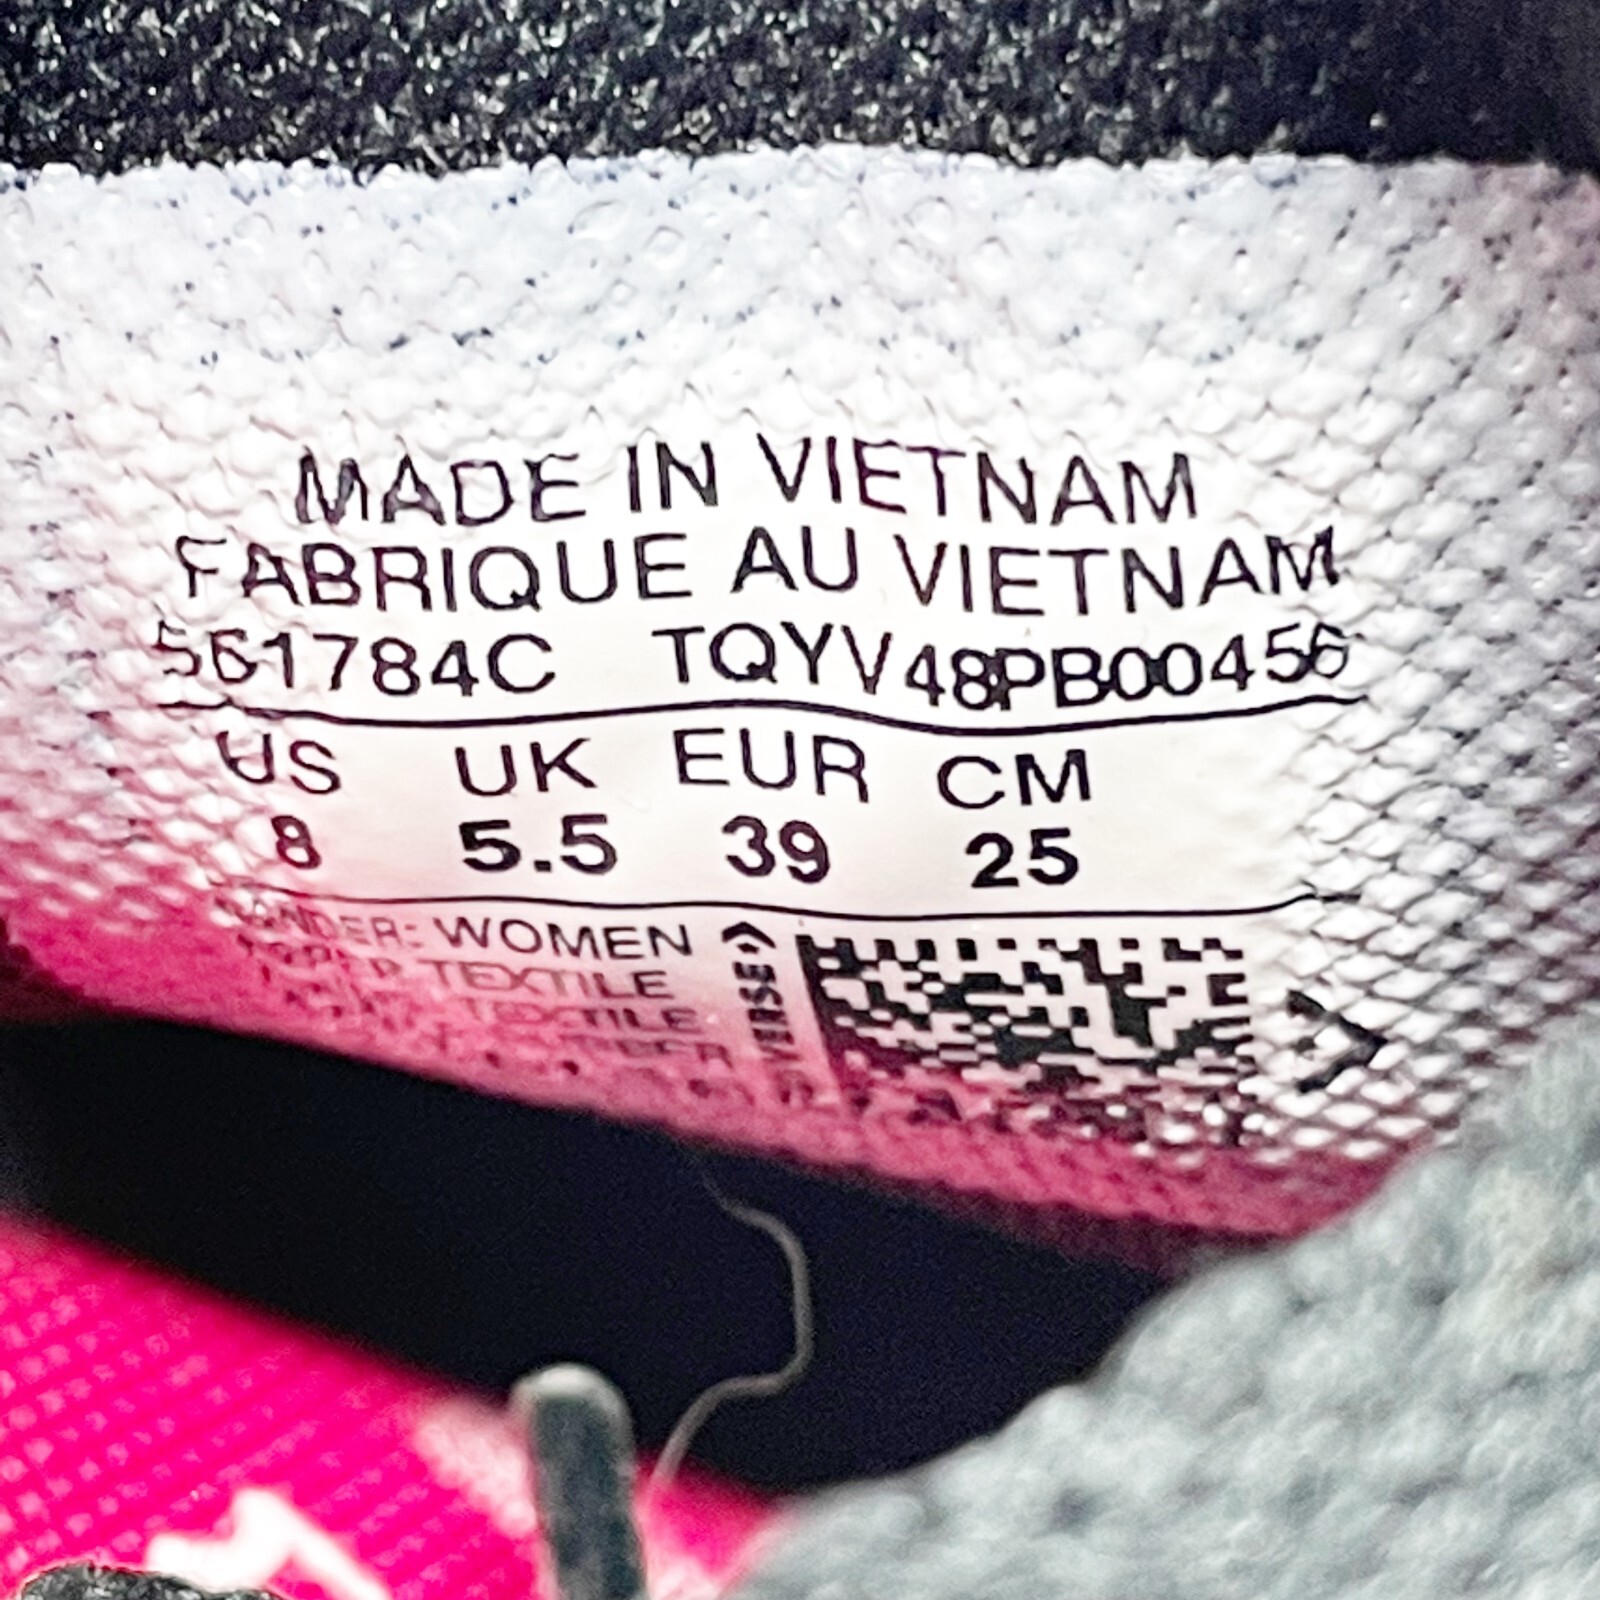 MADE IN VIETNAM
FABRIQUE AU VIETNAM
561784C TQYV48PB00456
US UK EUR CM
8 5.5 39 25
WOMEN
TEXTILE
TEXTILE